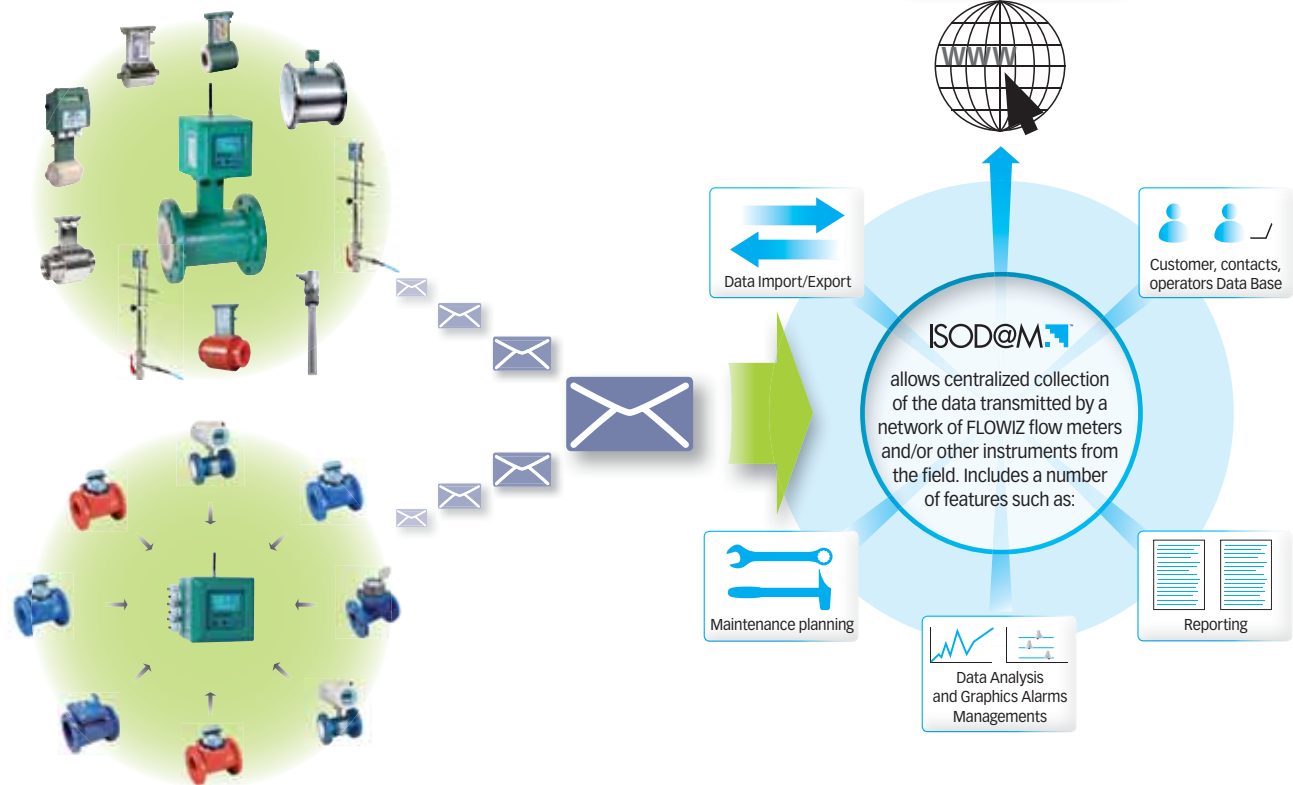 WWW
Data Import/Export
Customer, contacts,
operators Data Base
ISOD@M
allows centralized collection
of the data transmitted by a
network of FLOWIZ flow meters
and/or other instruments from
the field. Includes a number
of features such as:
Maintenance planning
Data Analysis
and Graphics Alarms
Managements
Reporting